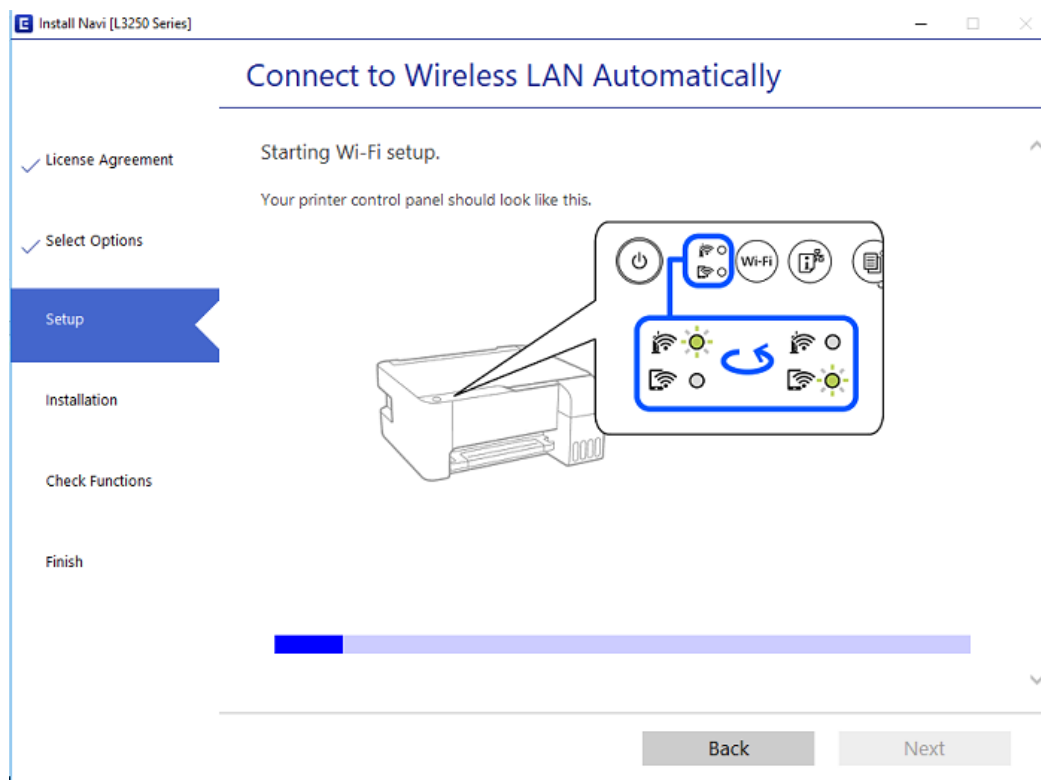 Install Navi [L3250 Series]
Connect to Wireless LAN Automatically
License Agreement
Select Options
Setup
Installation
Check Functions
Finish
Starting Wi-Fi setup.
Your printer control panel should look like this.
Wi-Fi
Back
Next